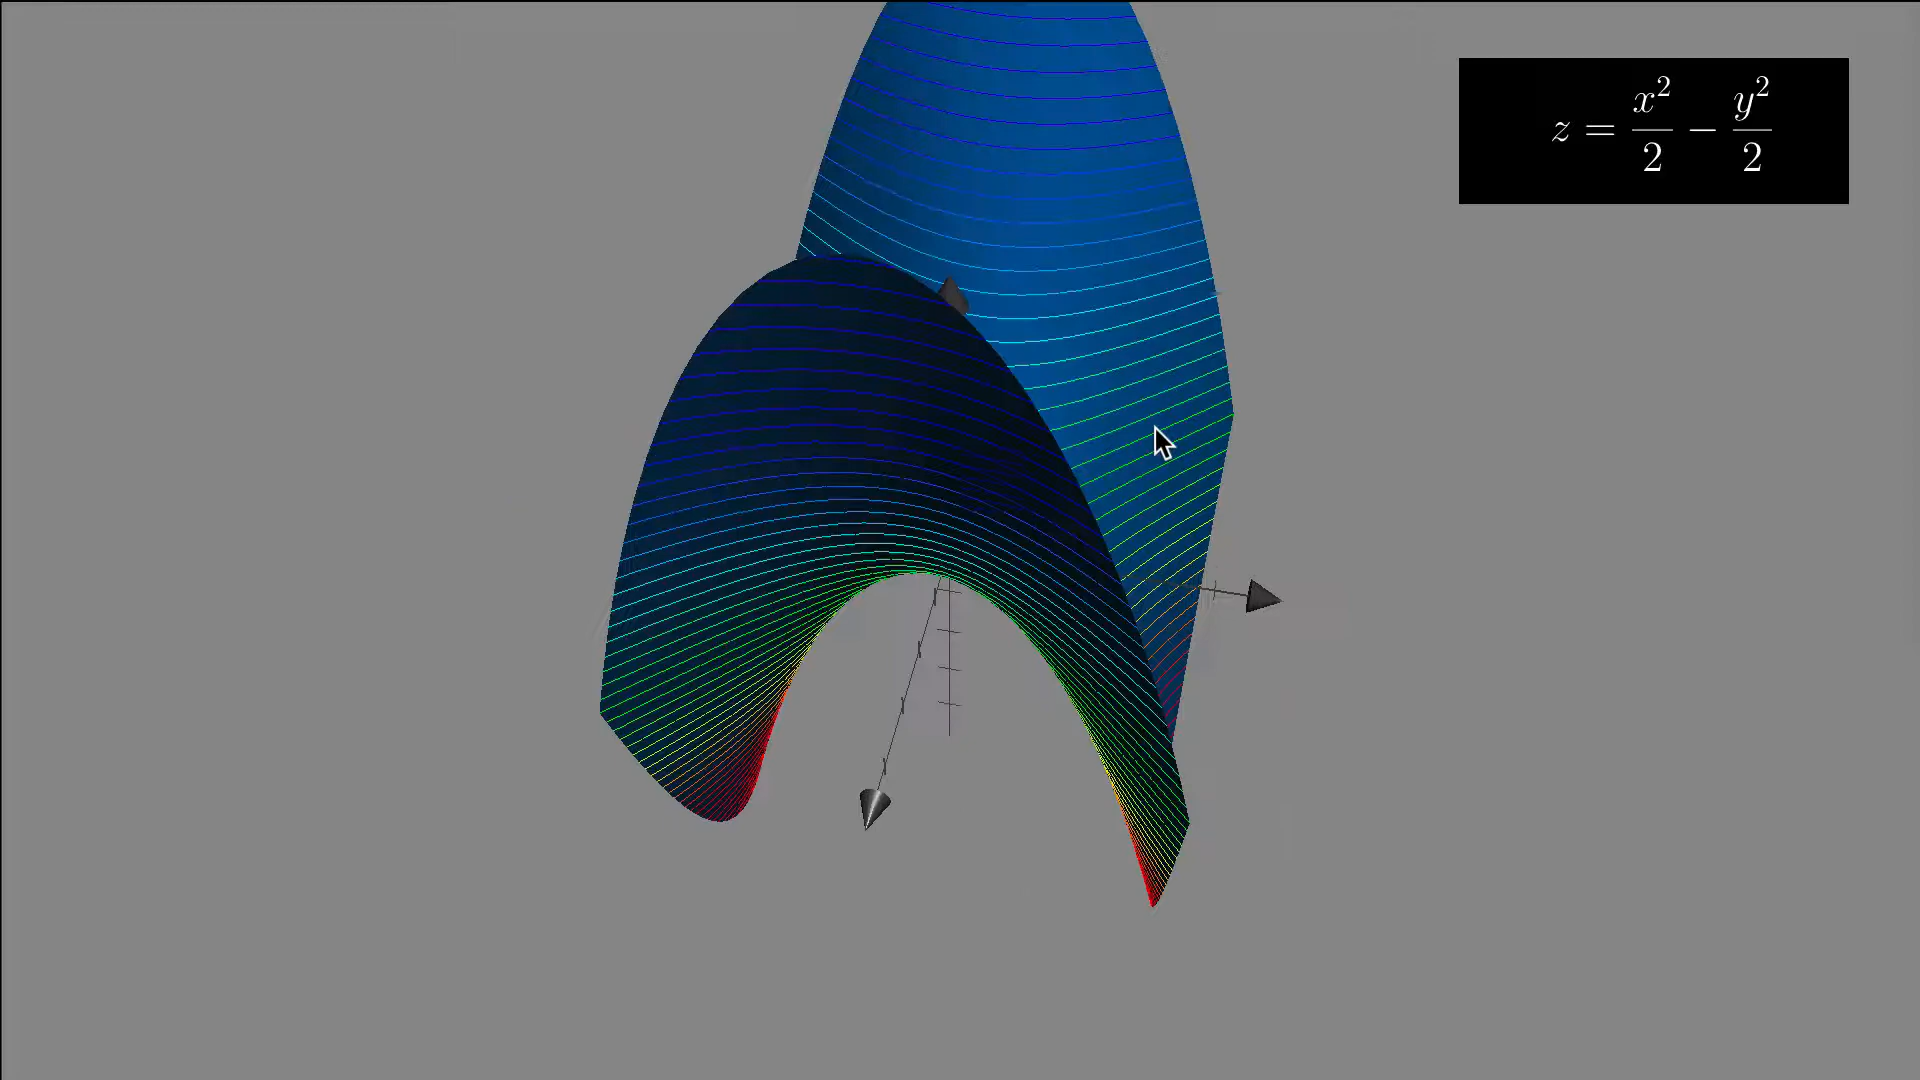 z = x²/2 − y²/2